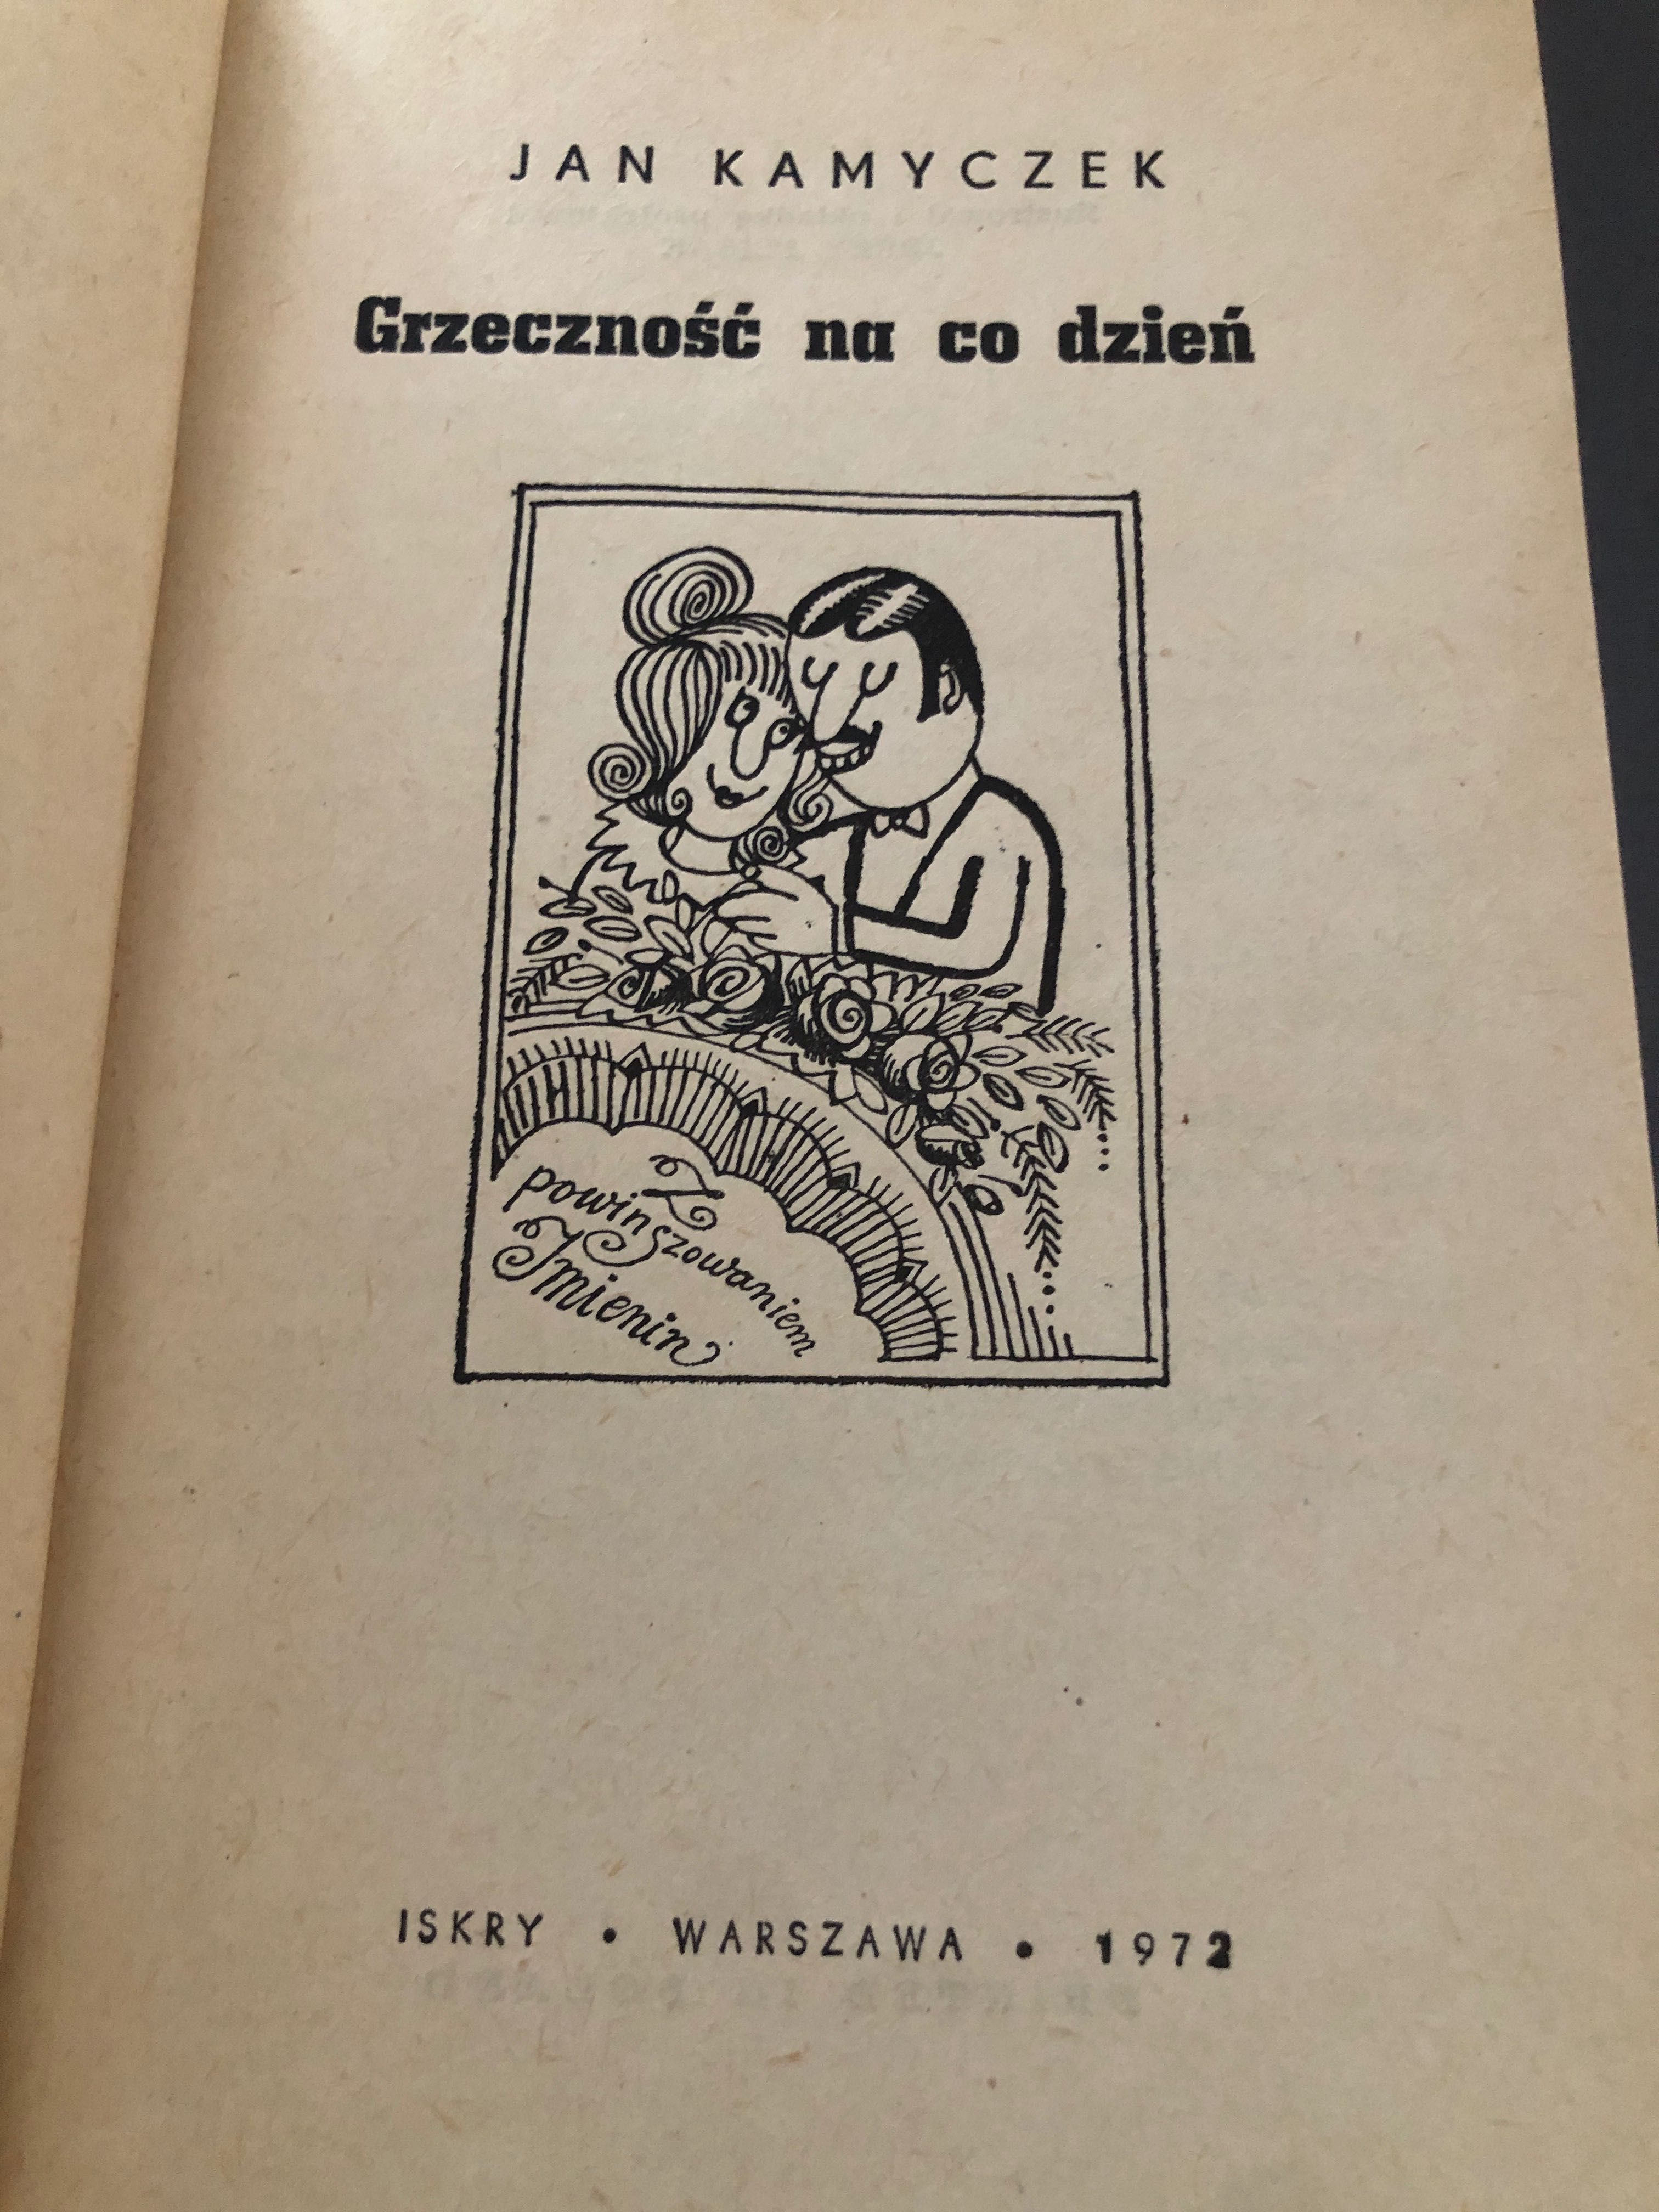 JAN KAMYCZEK
Grzeczność na co dzień
Z
powinszowaniem
Imienin
ISKRY • WARSZAWA • 1972